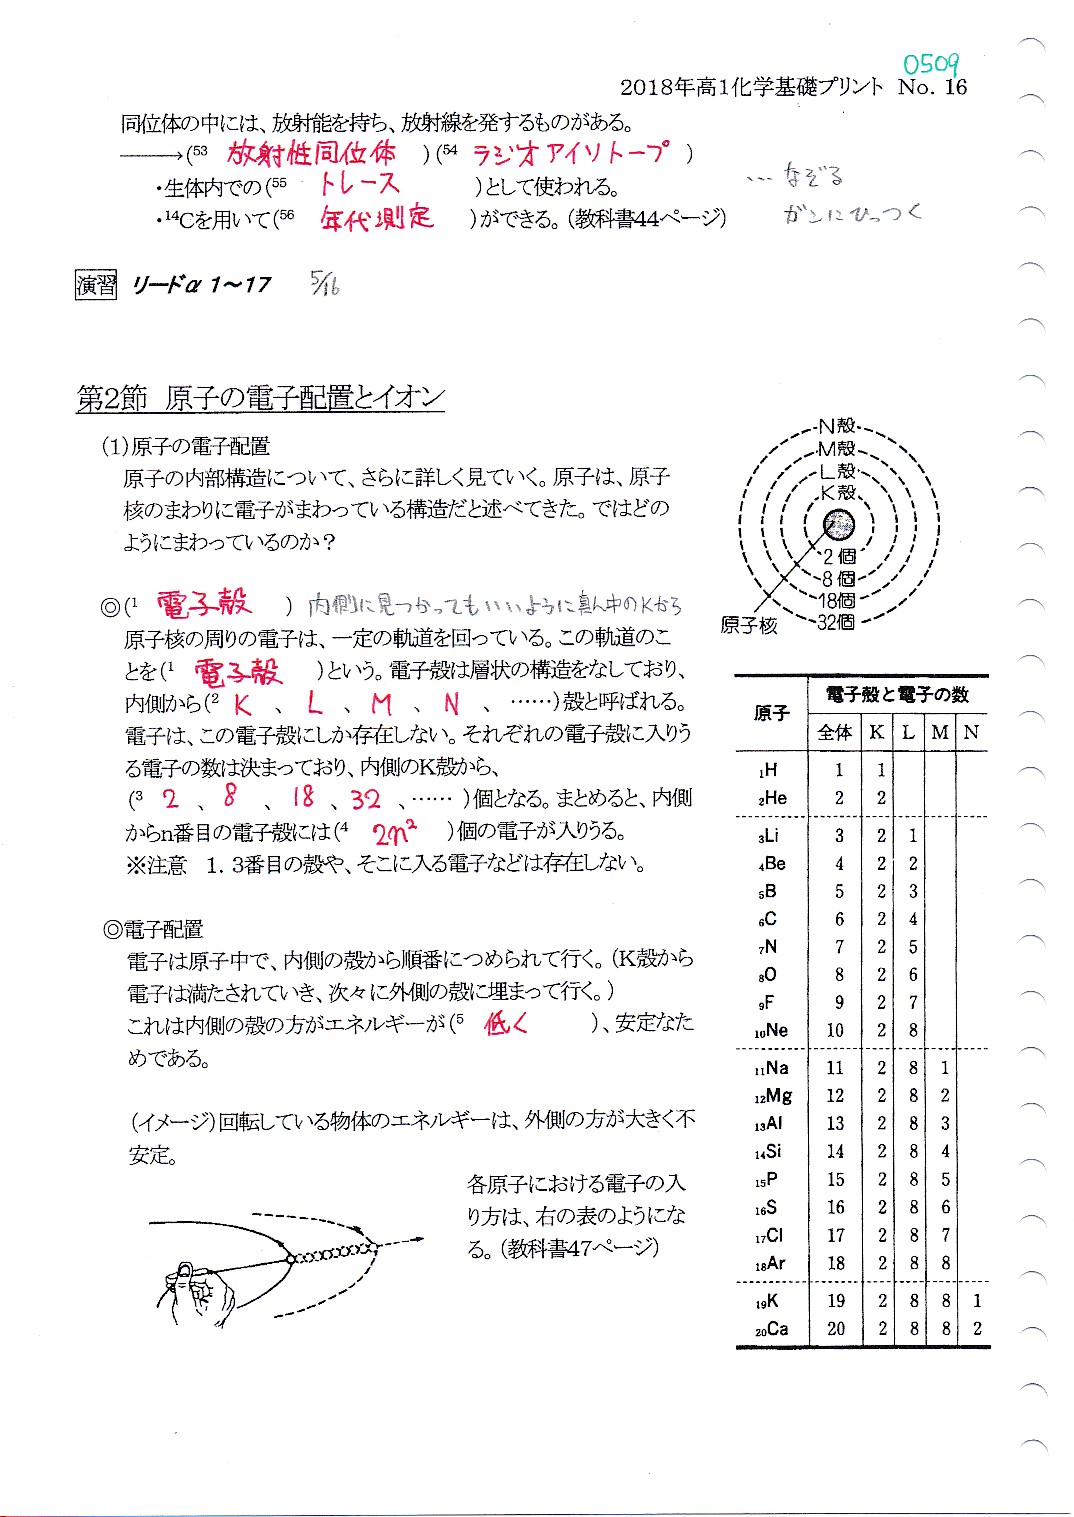 0509
2018年高1化学基礎プリント No. 16
同位体の中には、放射能を持ち、放射線を発するものがある。
―――→(53 放射性同位体 )(54 ラジオアイソトープ )
・生体内での(55 トレース )として使われる。 …なぞる
・14Cを用いて(56 年代測定 )ができる。(教科書44ページ) ガンにひっつく
演習 リードα 1～17 5/16
第2節 原子の電子配置とイオン
(1)原子の電子配置
原子の内部構造について、さらに詳しく見ていく。原子は、原子
核のまわりに電子がまわっている構造だと述べてきた。ではどの
ようにまわっているのか?
◎(1 電子殻 ) 内側に見つかってもいいように真ん中のKから
原子核の周りの電子は、一定の軌道を回っている。この軌道のこ
とを(1 電子殻 )という。電子殻は層状の構造をなしており、
内側から(2 K 、 L 、 M 、 N 、 ……)殻と呼ばれる。
電子は、この電子殻にしか存在しない。それぞれの電子殻に入りう
る電子の数は決まっており、内側のK殻から、
(3 2 、 8 、 18 、 32 、…… )個となる。まとめると、内側
からn番目の電子殻には(4 2n² )個の電子が入りうる。
※注意 1.3番目の殻や、そこに入る電子などは存在しない。
◎電子配置
電子は原子中で、内側の殻から順番につめられて行く。(K殻から
電子は満たされていき、次々に外側の殻に埋まって行く。)
これは内側の殻の方がエネルギーが(5 低く )、安定なた
めである。
(イメージ)回転している物体のエネルギーは、外側の方が大きく不
安定。
各原子における電子の入
り方は、右の表のようにな
る。(教科書47ページ)
N殻
M殻
L殻
K殻
2個
8個
18個
32個
原子核
原子 電子殻と電子の数
全体 K L M N
1H 1 1
2He 2 2
3Li 3 2 1
4Be 4 2 2
5B 5 2 3
6C 6 2 4
7N 7 2 5
8O 8 2 6
9F 9 2 7
10Ne 10 2 8
11Na 11 2 8 1
12Mg 12 2 8 2
13Al 13 2 8 3
14Si 14 2 8 4
15P 15 2 8 5
16S 16 2 8 6
17Cl 17 2 8 7
18Ar 18 2 8 8
19K 19 2 8 8 1
20Ca 20 2 8 8 2